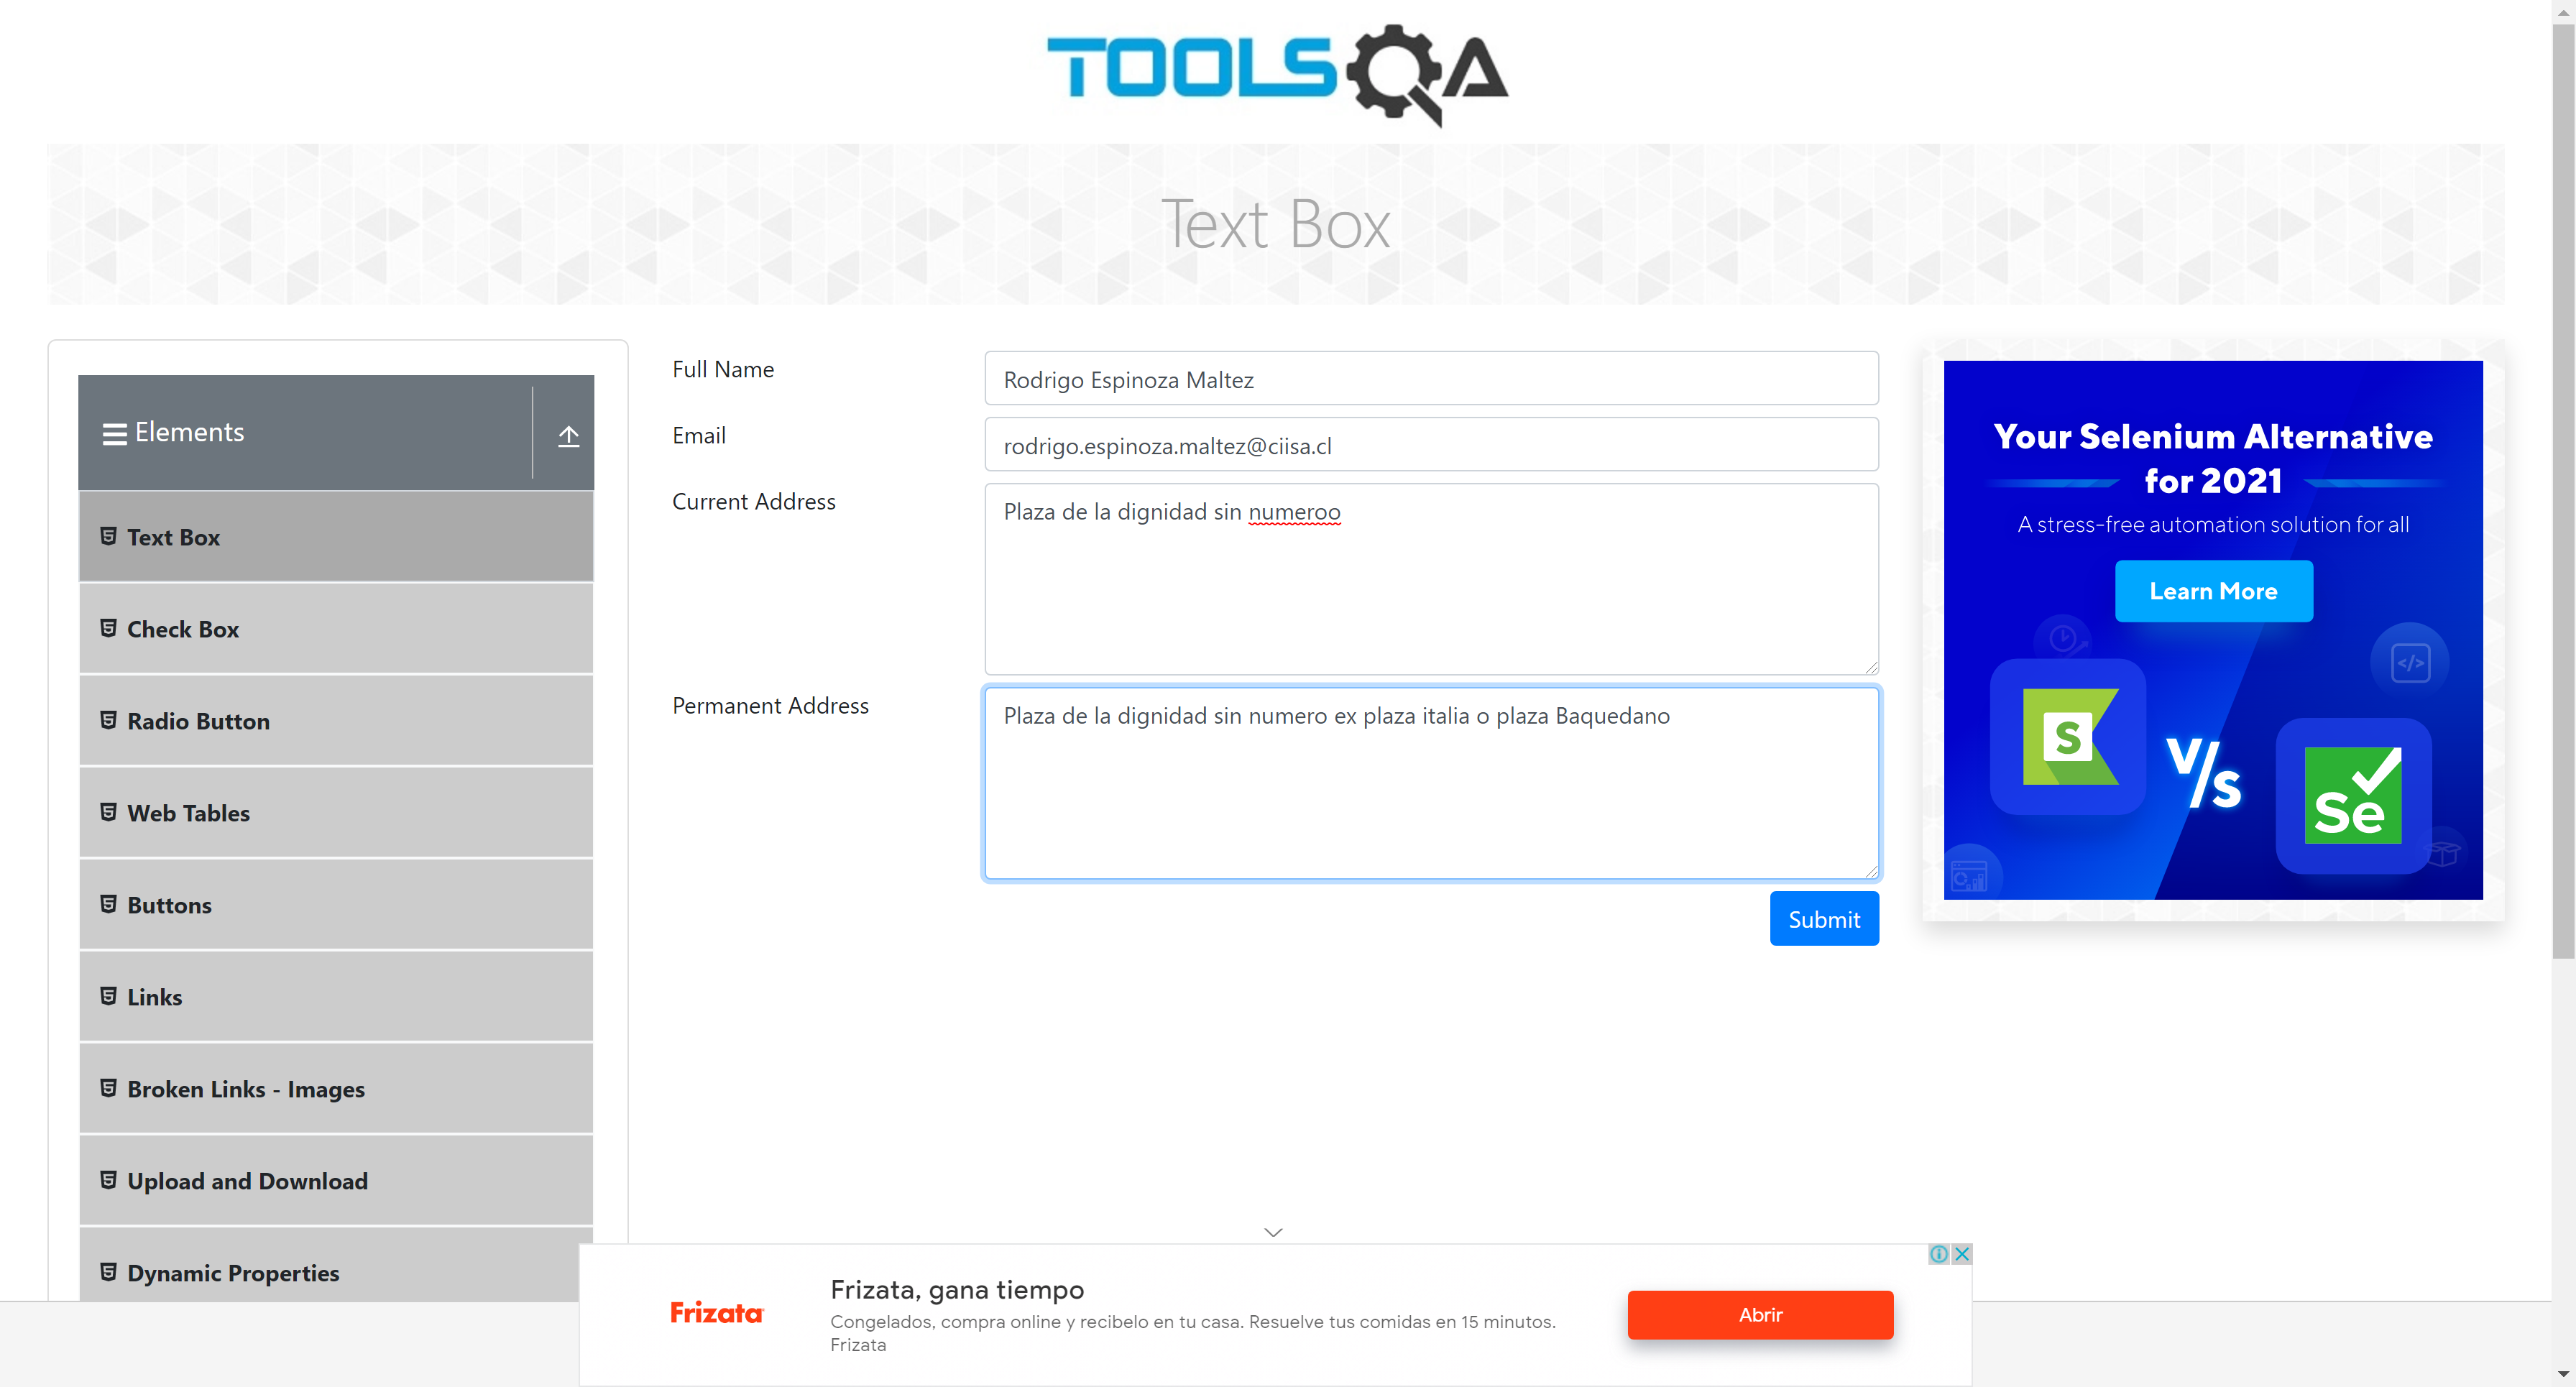 TOOLSQA
Text Box
Elements
Text Box
Check Box
Radio Button
Web Tables
Buttons
Links
Broken Links - Images
Upload and Download
Dynamic Properties
Full Name
Rodrigo Espinoza Maltez
Email
rodrigo.espinoza.maltez@ciisa.cl
Current Address
Plaza de la dignidad sin numeroo
Permanent Address
Plaza de la dignidad sin numero ex plaza italia o plaza Baquedano
Submit
Your Selenium Alternative
for 2021
A stress-free automation solution for all
Learn More
</>
S
V/s
Se
Frizata
Frizata, gana tiempo
Congelados, compra online y recibelo en tu casa. Resuelve tus comidas en 15 minutos.
Frizata
Abrir